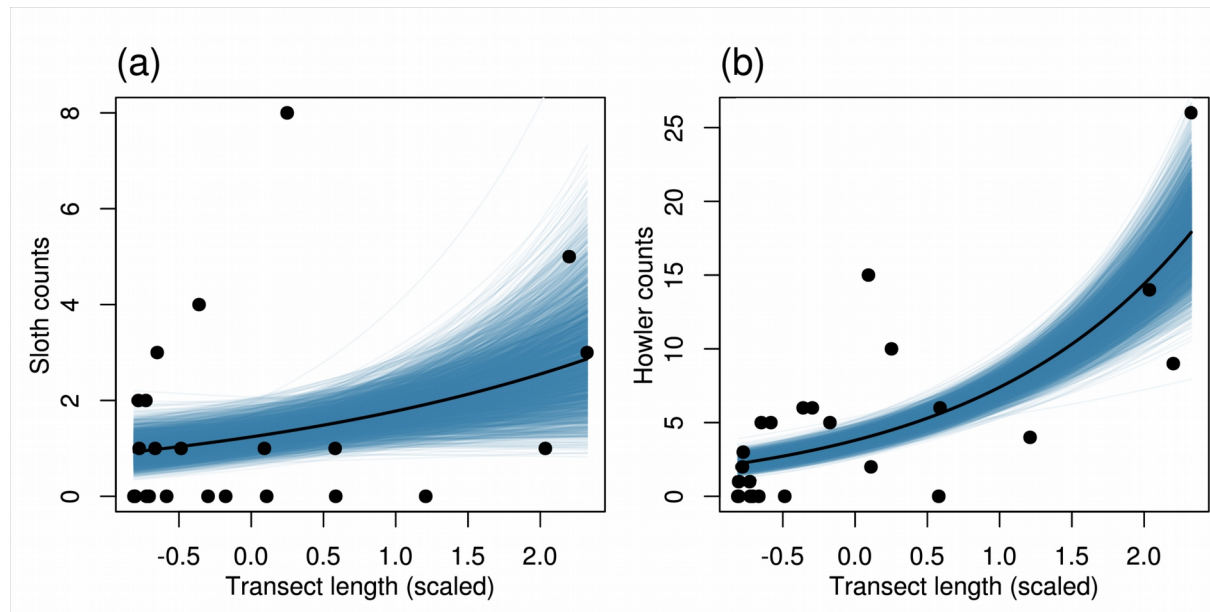 (a)
8
6
4
2
0
Sloth counts
-0.5 0.0 0.5 1.0 1.5 2.0
Transect length (scaled)
(b)
25
20
15
10
5
0
Howler counts
-0.5 0.0 0.5 1.0 1.5 2.0
Transect length (scaled)